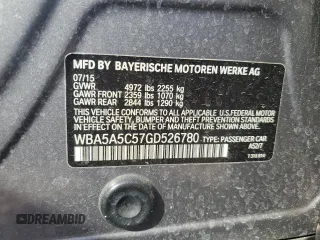 MFD BY BAYERISCHE MOTOREN WERKE AG
07/15
GVWR 4972 lbs 2255 kg
GAWR FRONT 2359 lbs 1070 kg
GAWR REAR 2844 lbs 1290 kg
THIS VEHICLE CONFORMS TO ALL APPLICABLE U.S. FEDERAL MOTOR
VEHICLE SAFETY, BUMPER, AND THEFT PREVENTION STANDARDS
IN EFFECT ON THE DATE OF MANUFACTURE SHOWN ABOVE.
WBA5A5C57GD526780 TYPE: PASSENGER CAR
A52/7
DREAMBID